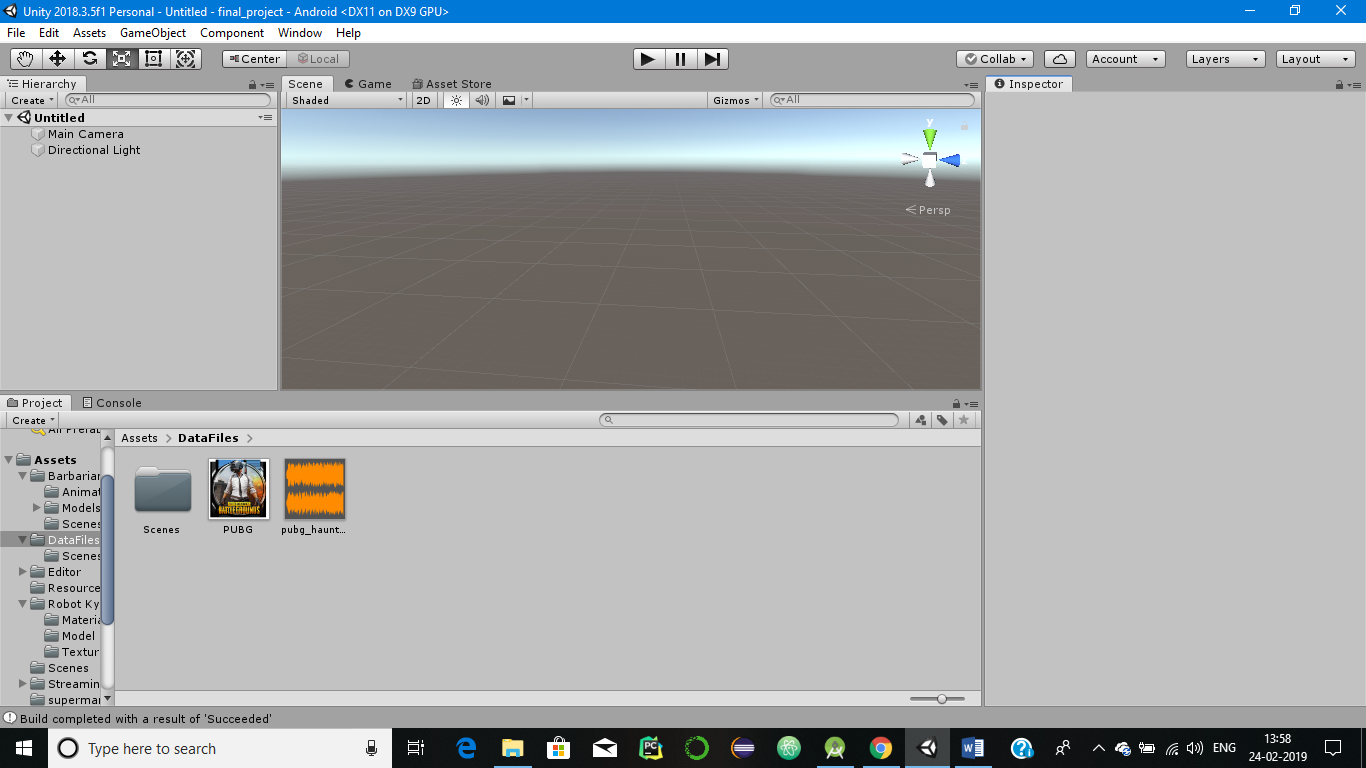 Unity 2018.3.5f1 Personal - Untitled - final_project - Android <DX11 on DX9 GPU>
File Edit Assets GameObject Component Window Help
Center Local Collab Account Layers Layout
Hierarchy
Create All
Untitled
Main Camera
Directional Light
Scene Game Asset Store
Shaded 2D Gizmos All
y
Persp
Inspector
Project Console
Create
Assets
Barbarian
Animat
Models
Scenes
DataFiles
Scenes
Editor
Resource
Robot Ky
Materia
Model
Textur
Scenes
Streamin
superma
Assets > DataFiles >
Scenes
BATTLEGROUNDS
PUBG
pubg_haunt...
Build completed with a result of 'Succeeded'
Type here to search
PC
W
ENG
13:58
24-02-2019